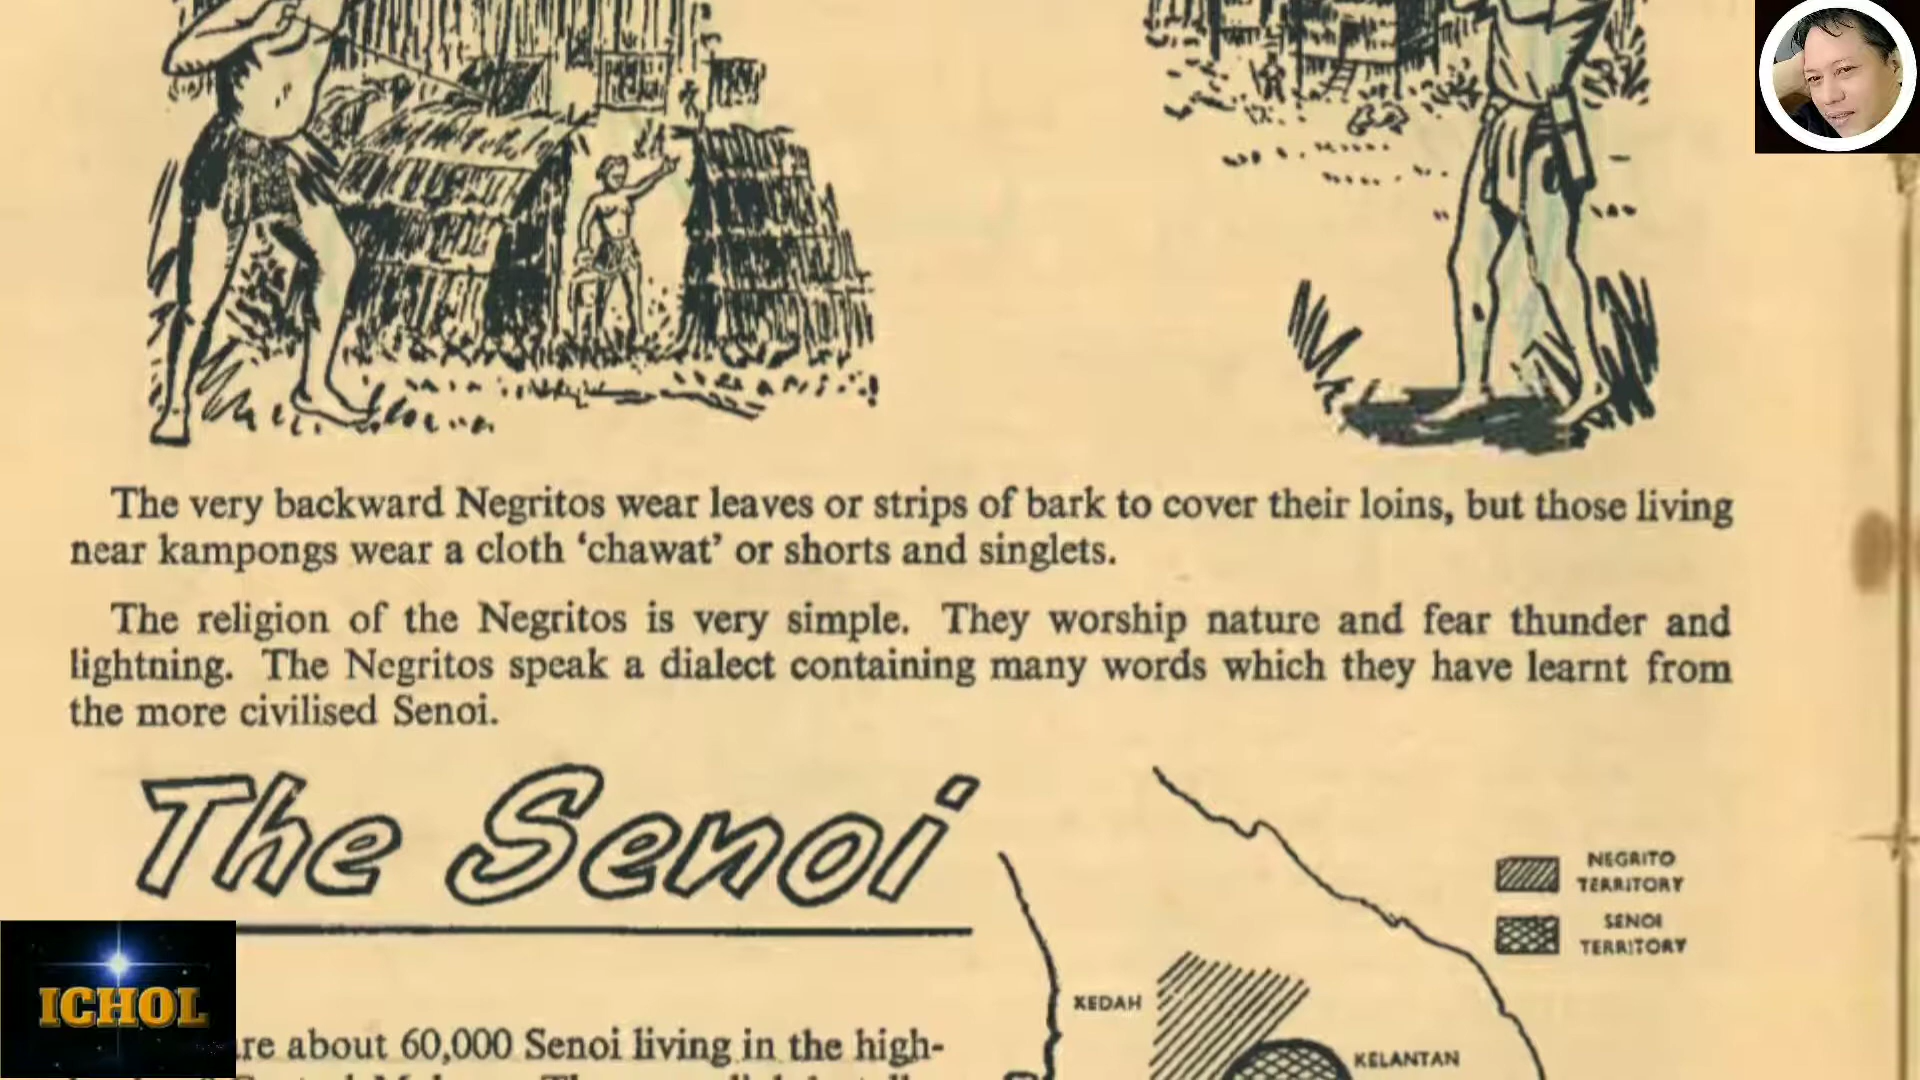 The very backward Negritos wear leaves or strips of bark to cover their loins, but those living
near kampongs wear a cloth ‘chawat’ or shorts and singlets.
The religion of the Negritos is very simple. They worship nature and fear thunder and
lightning. The Negritos speak a dialect containing many words which they have learnt from
the more civilised Senoi.
The Senoi
NEGRITO
TERRITORY
SENOI
TERRITORY
KEDAH
KELANTAN
ICHOL
are about 60,000 Senoi living in the high-